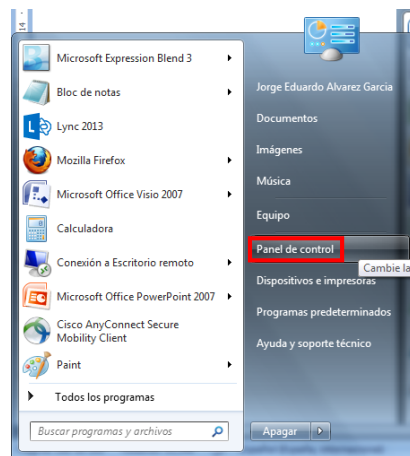 14
Microsoft Expression Blend 3
Bloc de notas
Lync 2013
Mozilla Firefox
Microsoft Office Visio 2007
Calculadora
Conexión a Escritorio remoto
Microsoft Office PowerPoint 2007
Cisco AnyConnect Secure
Mobility Client
Paint
Todos los programas
Buscar programas y archivos
Jorge Eduardo Alvarez Garcia
Documentos
Imágenes
Música
Equipo
Panel de control
Cambie la
Dispositivos e impresoras
Programas predeterminados
Ayuda y soporte técnico
Apagar